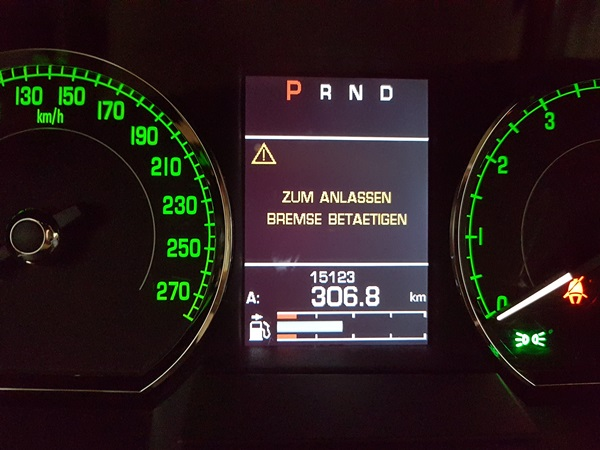 P R N D
130 150 170 190 210 230 250 270
km/h
3
2
1
0
ZUM ANLASSEN
BREMSE BETAETIGEN
15123
A: 306.8 km